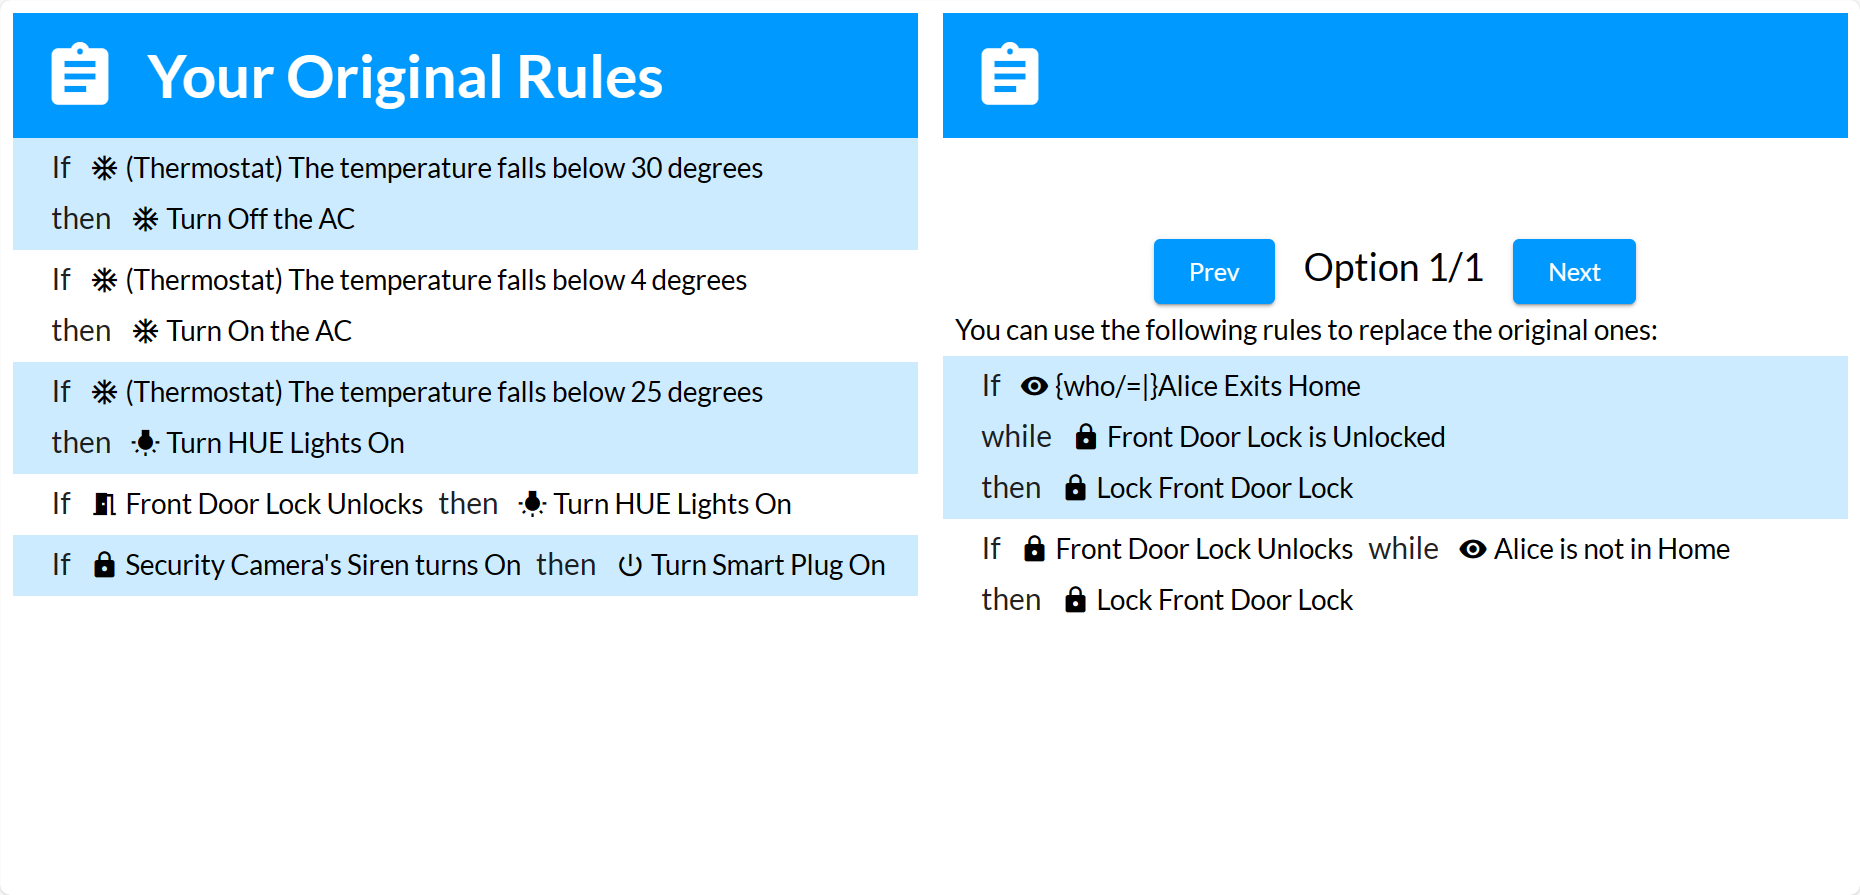 Your Original Rules
If (Thermostat) The temperature falls below 30 degrees
then Turn Off the AC
If (Thermostat) The temperature falls below 4 degrees
then Turn On the AC
If (Thermostat) The temperature falls below 25 degrees
then Turn HUE Lights On
If Front Door Lock Unlocks then Turn HUE Lights On
If Security Camera's Siren turns On then Turn Smart Plug On
Prev Option 1/1 Next
You can use the following rules to replace the original ones:
If {who/=|}Alice Exits Home
while Front Door Lock is Unlocked
then Lock Front Door Lock
If Front Door Lock Unlocks while Alice is not in Home
then Lock Front Door Lock